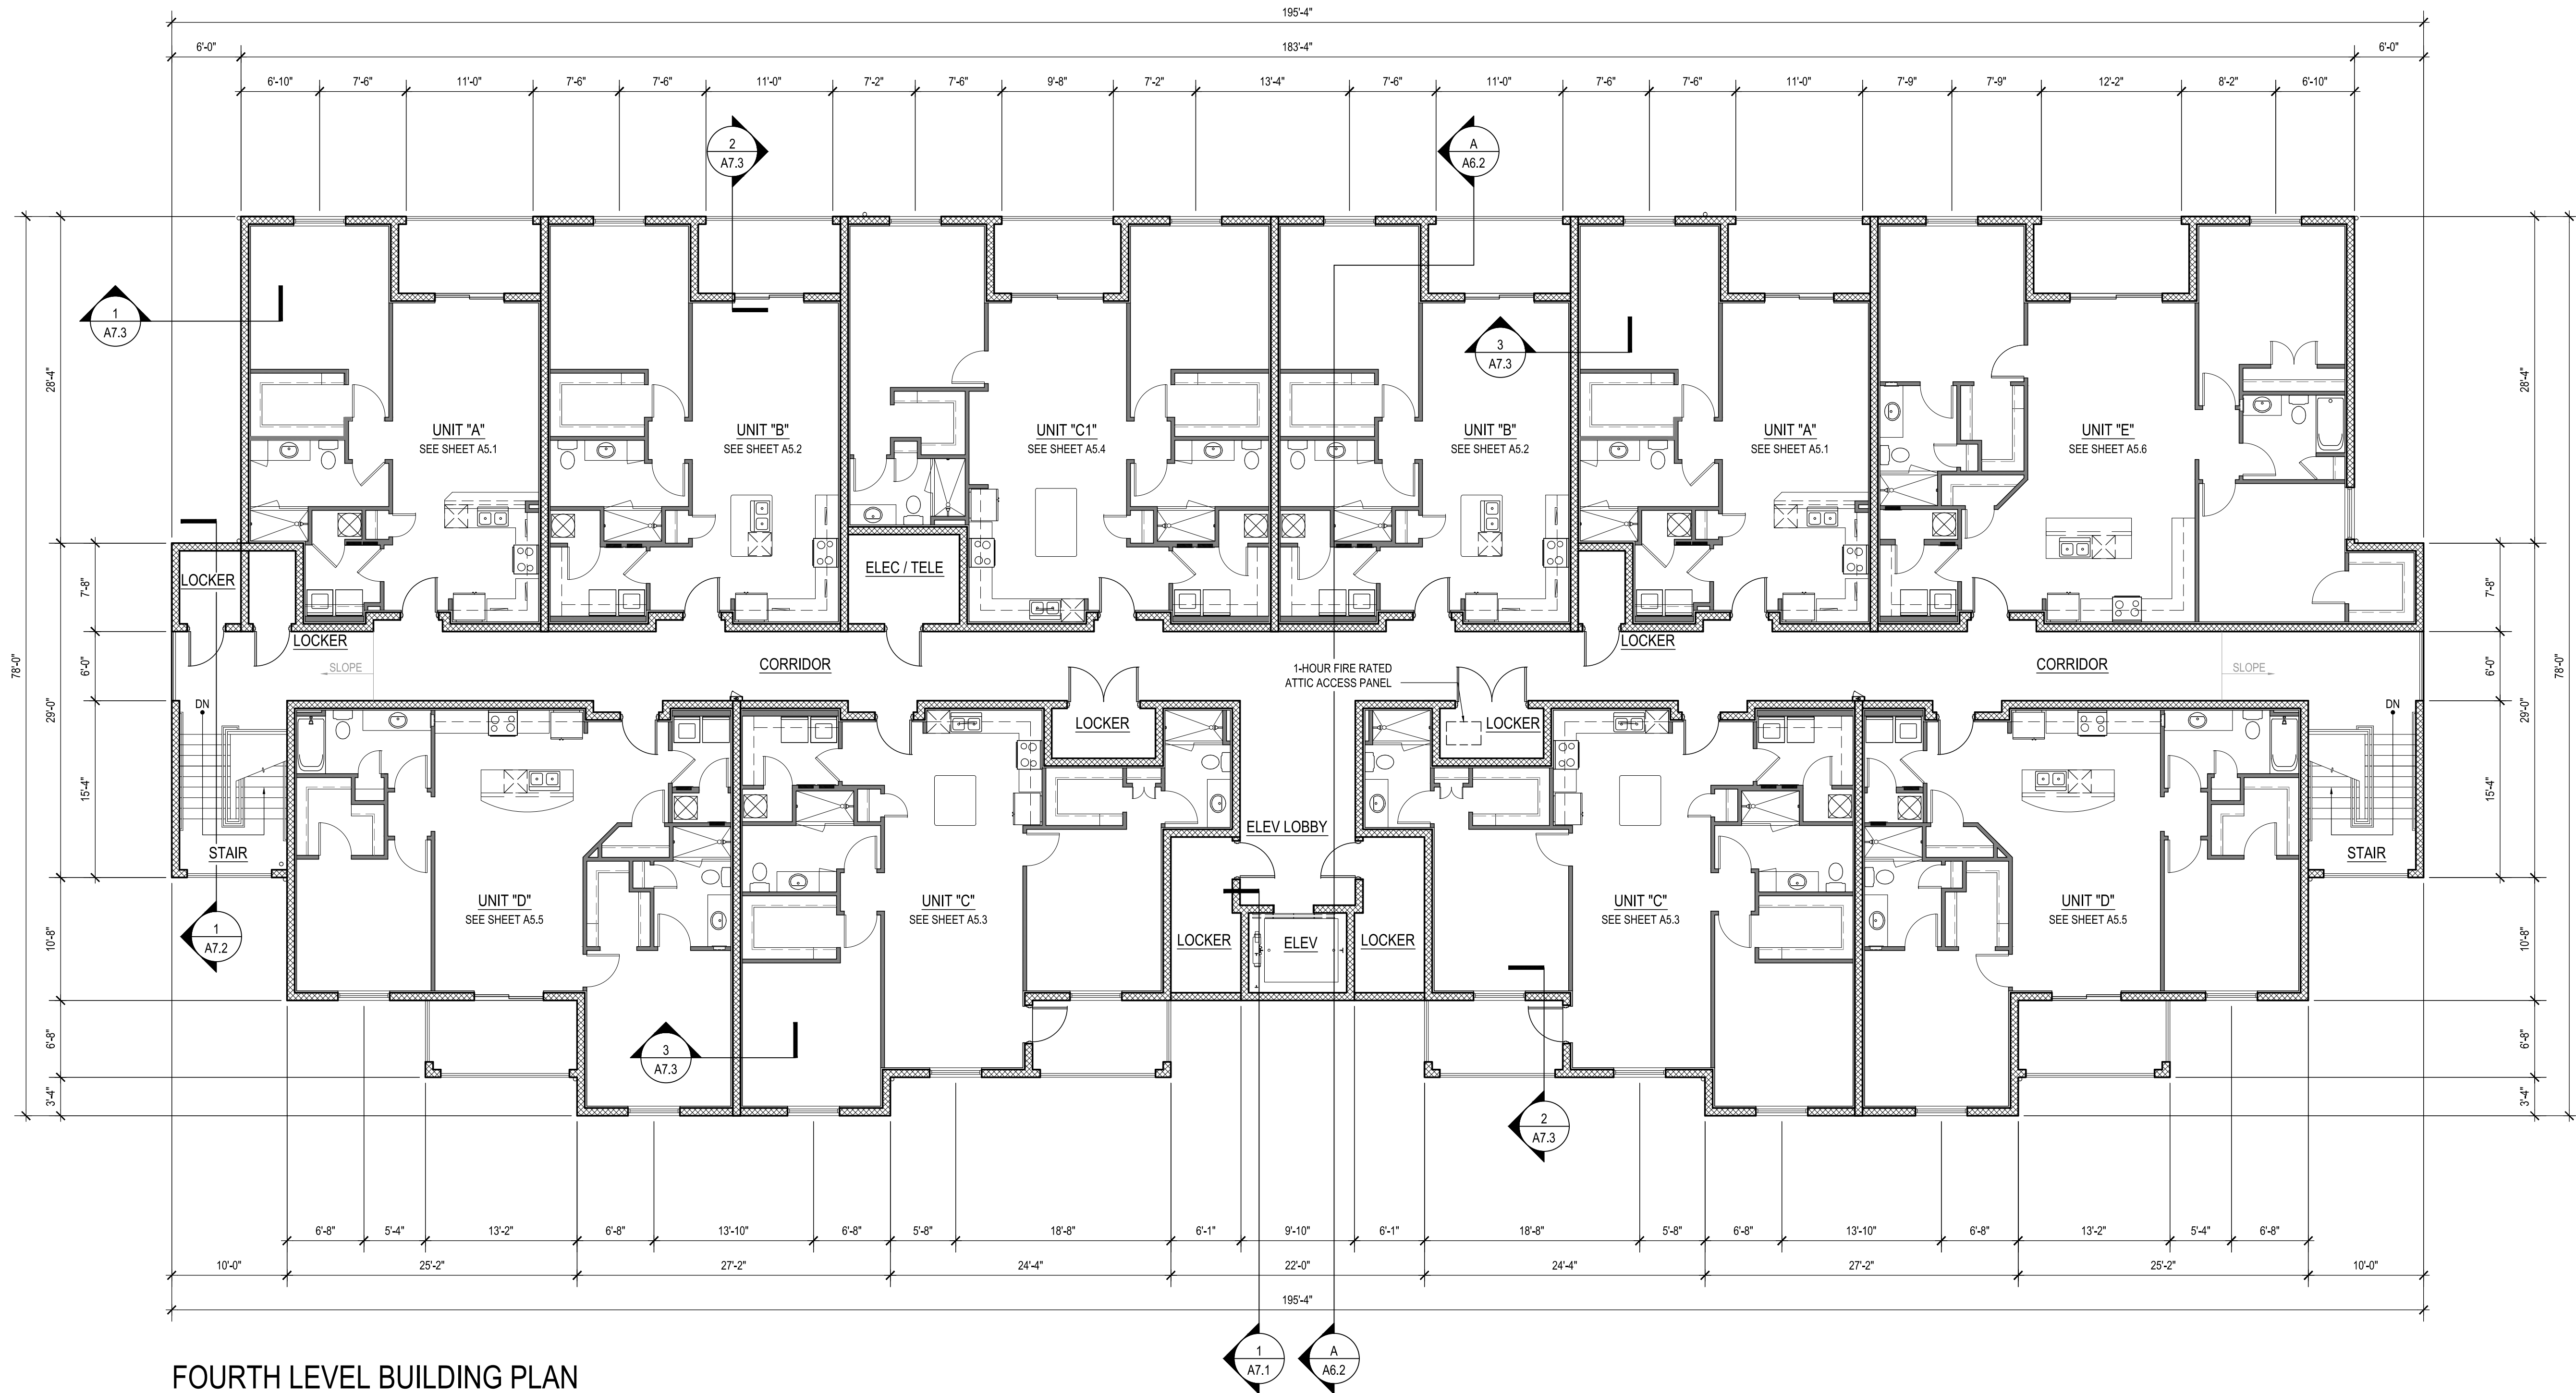 195'-4"
6'-0" 183'-4" 6'-0"
6'-10" 7'-6" 11'-0" 7'-6" 7'-6" 11'-0" 7'-2" 7'-6" 9'-8" 7'-2" 13'-4" 7'-6" 11'-0" 7'-6" 7'-6" 11'-0" 7'-9" 7'-9" 12'-2" 8'-2" 6'-10"
2
A7.3
A
A6.2
1
A7.3
3
A7.3
28'-4"
28'-4"
UNIT "A"
SEE SHEET A5.1
UNIT "B"
SEE SHEET A5.2
UNIT "C1"
SEE SHEET A5.4
UNIT "B"
SEE SHEET A5.2
UNIT "A"
SEE SHEET A5.1
UNIT "E"
SEE SHEET A5.6
ELEC / TELE
LOCKER
7'-8"
7'-8"
LOCKER
LOCKER
78'-0"
6'-0"
29'-0"
SLOPE
CORRIDOR
1-HOUR FIRE RATED
ATTIC ACCESS PANEL
CORRIDOR
SLOPE
6'-0"
29'-0"
78'-0"
DN
LOCKER
LOCKER
DN
15'-4"
15'-4"
STAIR
ELEV LOBBY
STAIR
UNIT "D"
SEE SHEET A5.5
UNIT "C"
SEE SHEET A5.3
UNIT "C"
SEE SHEET A5.3
UNIT "D"
SEE SHEET A5.5
1
A7.2
LOCKER
ELEV
LOCKER
10'-8"
10'-8"
6'-8"
6'-8"
3
A7.3
3'-4"
3'-4"
2
A7.3
6'-8" 5'-4" 13'-2" 6'-8" 13'-10" 6'-8" 5'-8" 18'-8" 6'-1" 9'-10" 6'-1" 18'-8" 5'-8" 6'-8" 13'-10" 6'-8" 13'-2" 5'-4" 6'-8"
10'-0" 25'-2" 27'-2" 24'-4" 22'-0" 24'-4" 27'-2" 25'-2" 10'-0"
195'-4"
1
A7.1
A
A6.2
FOURTH LEVEL BUILDING PLAN